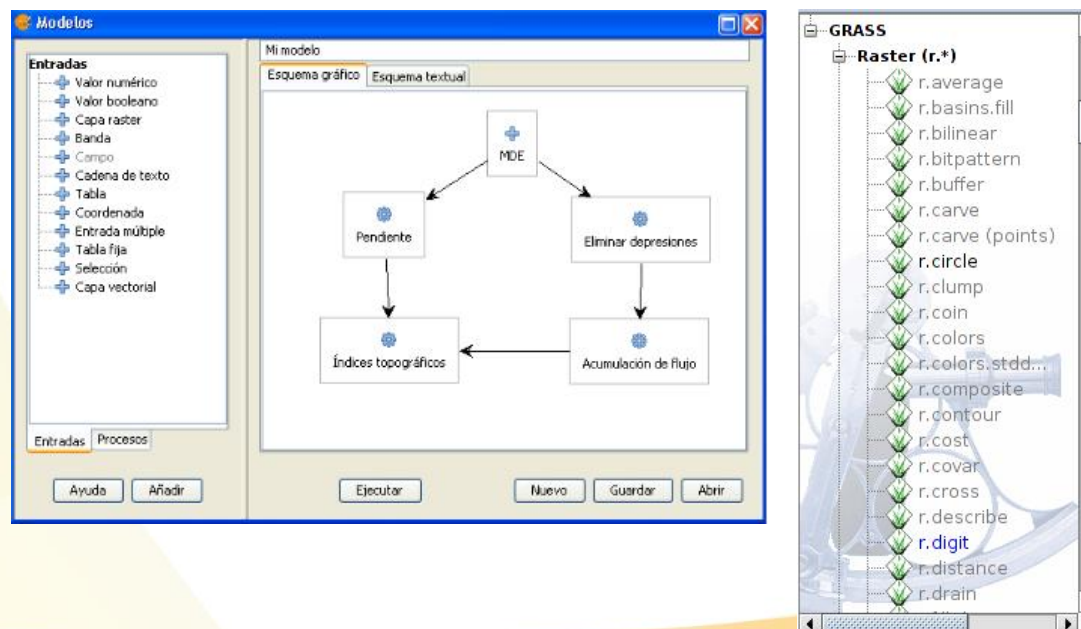 Modelos
Entradas
Valor numérico
Valor booleano
Capa raster
Banda
Campo
Cadena de texto
Tabla
Coordenada
Entrada múltiple
Tabla fija
Selección
Capa vectorial
Entradas Procesos
Ayuda Añadir
Mi modelo
Esquema gráfico Esquema textual
MDE
Pendiente
Eliminar depresiones
Índices topográficos
Acumulación de flujo
Ejecutar Nuevo Guardar Abrir
GRASS
Raster (r.*)
r.average
r.basins.fill
r.bilinear
r.bitpattern
r.buffer
r.carve
r.carve (points)
r.circle
r.clump
r.coin
r.colors
r.colors.stdd...
r.composite
r.contour
r.cost
r.covar
r.cross
r.describe
r.digit
r.distance
r.drain